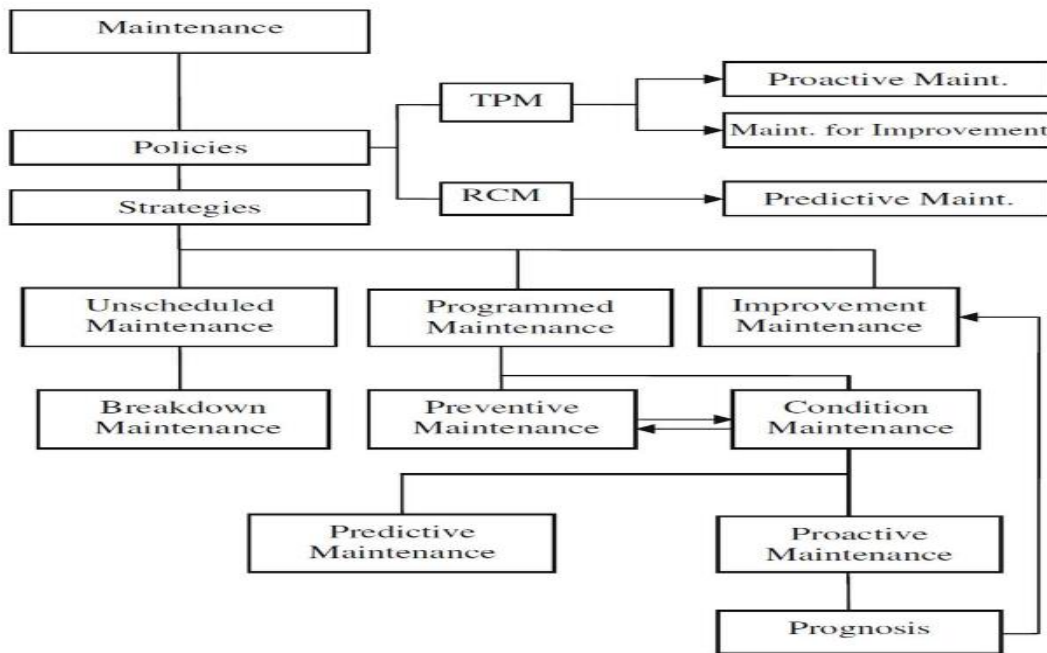 Maintenance
Proactive Maint.
TPM
Maint. for Improvement
Policies
RCM
Predictive Maint.
Strategies
Unscheduled
Maintenance
Programmed
Maintenance
Improvement
Maintenance
Breakdown
Maintenance
Preventive
Maintenance
Condition
Maintenance
Predictive
Maintenance
Proactive
Maintenance
Prognosis